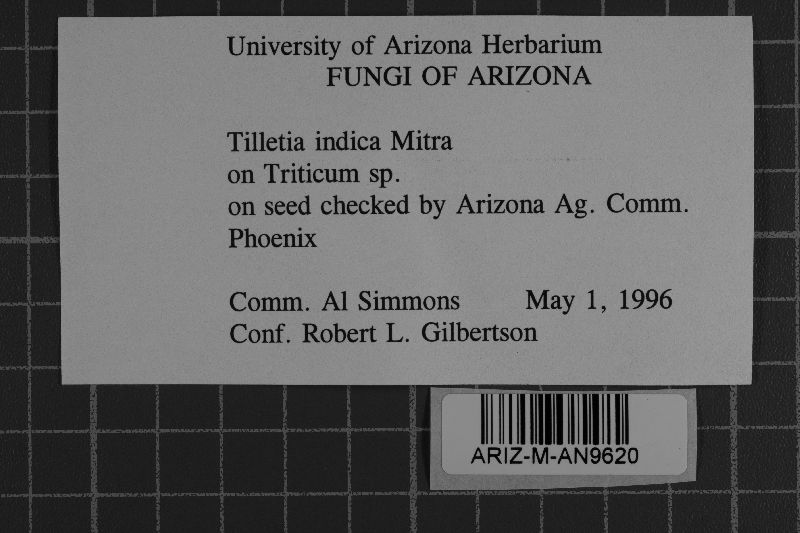 University of Arizona Herbarium
FUNGI OF ARIZONA
Tilletia indica Mitra
on Triticum sp.
on seed checked by Arizona Ag. Comm.
Phoenix
Comm. Al Simmons May 1, 1996
Conf. Robert L. Gilbertson
ARIZ-M-AN9620